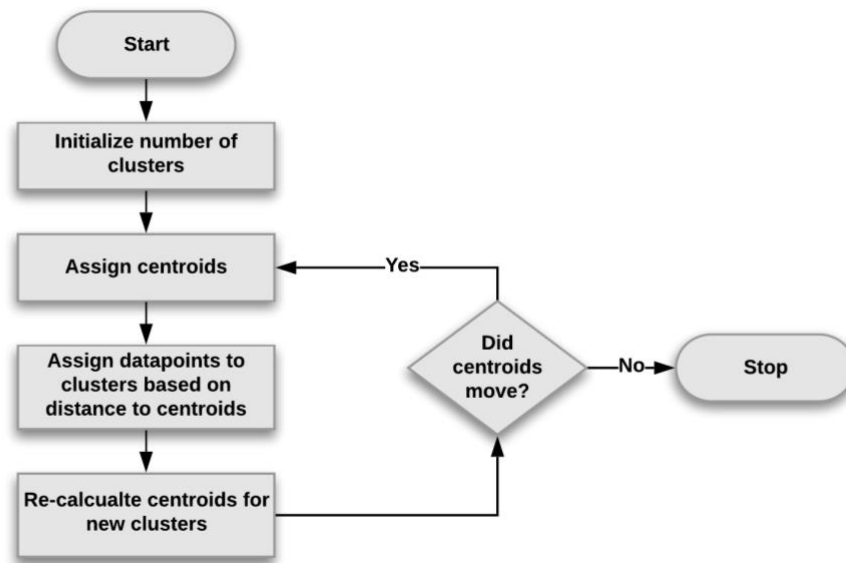 Start
Initialize number of
clusters
Assign centroids
Assign datapoints to
clusters based on
distance to centroids
Re-calcualte centroids for
new clusters
Did
centroids
move?
Yes
No
Stop